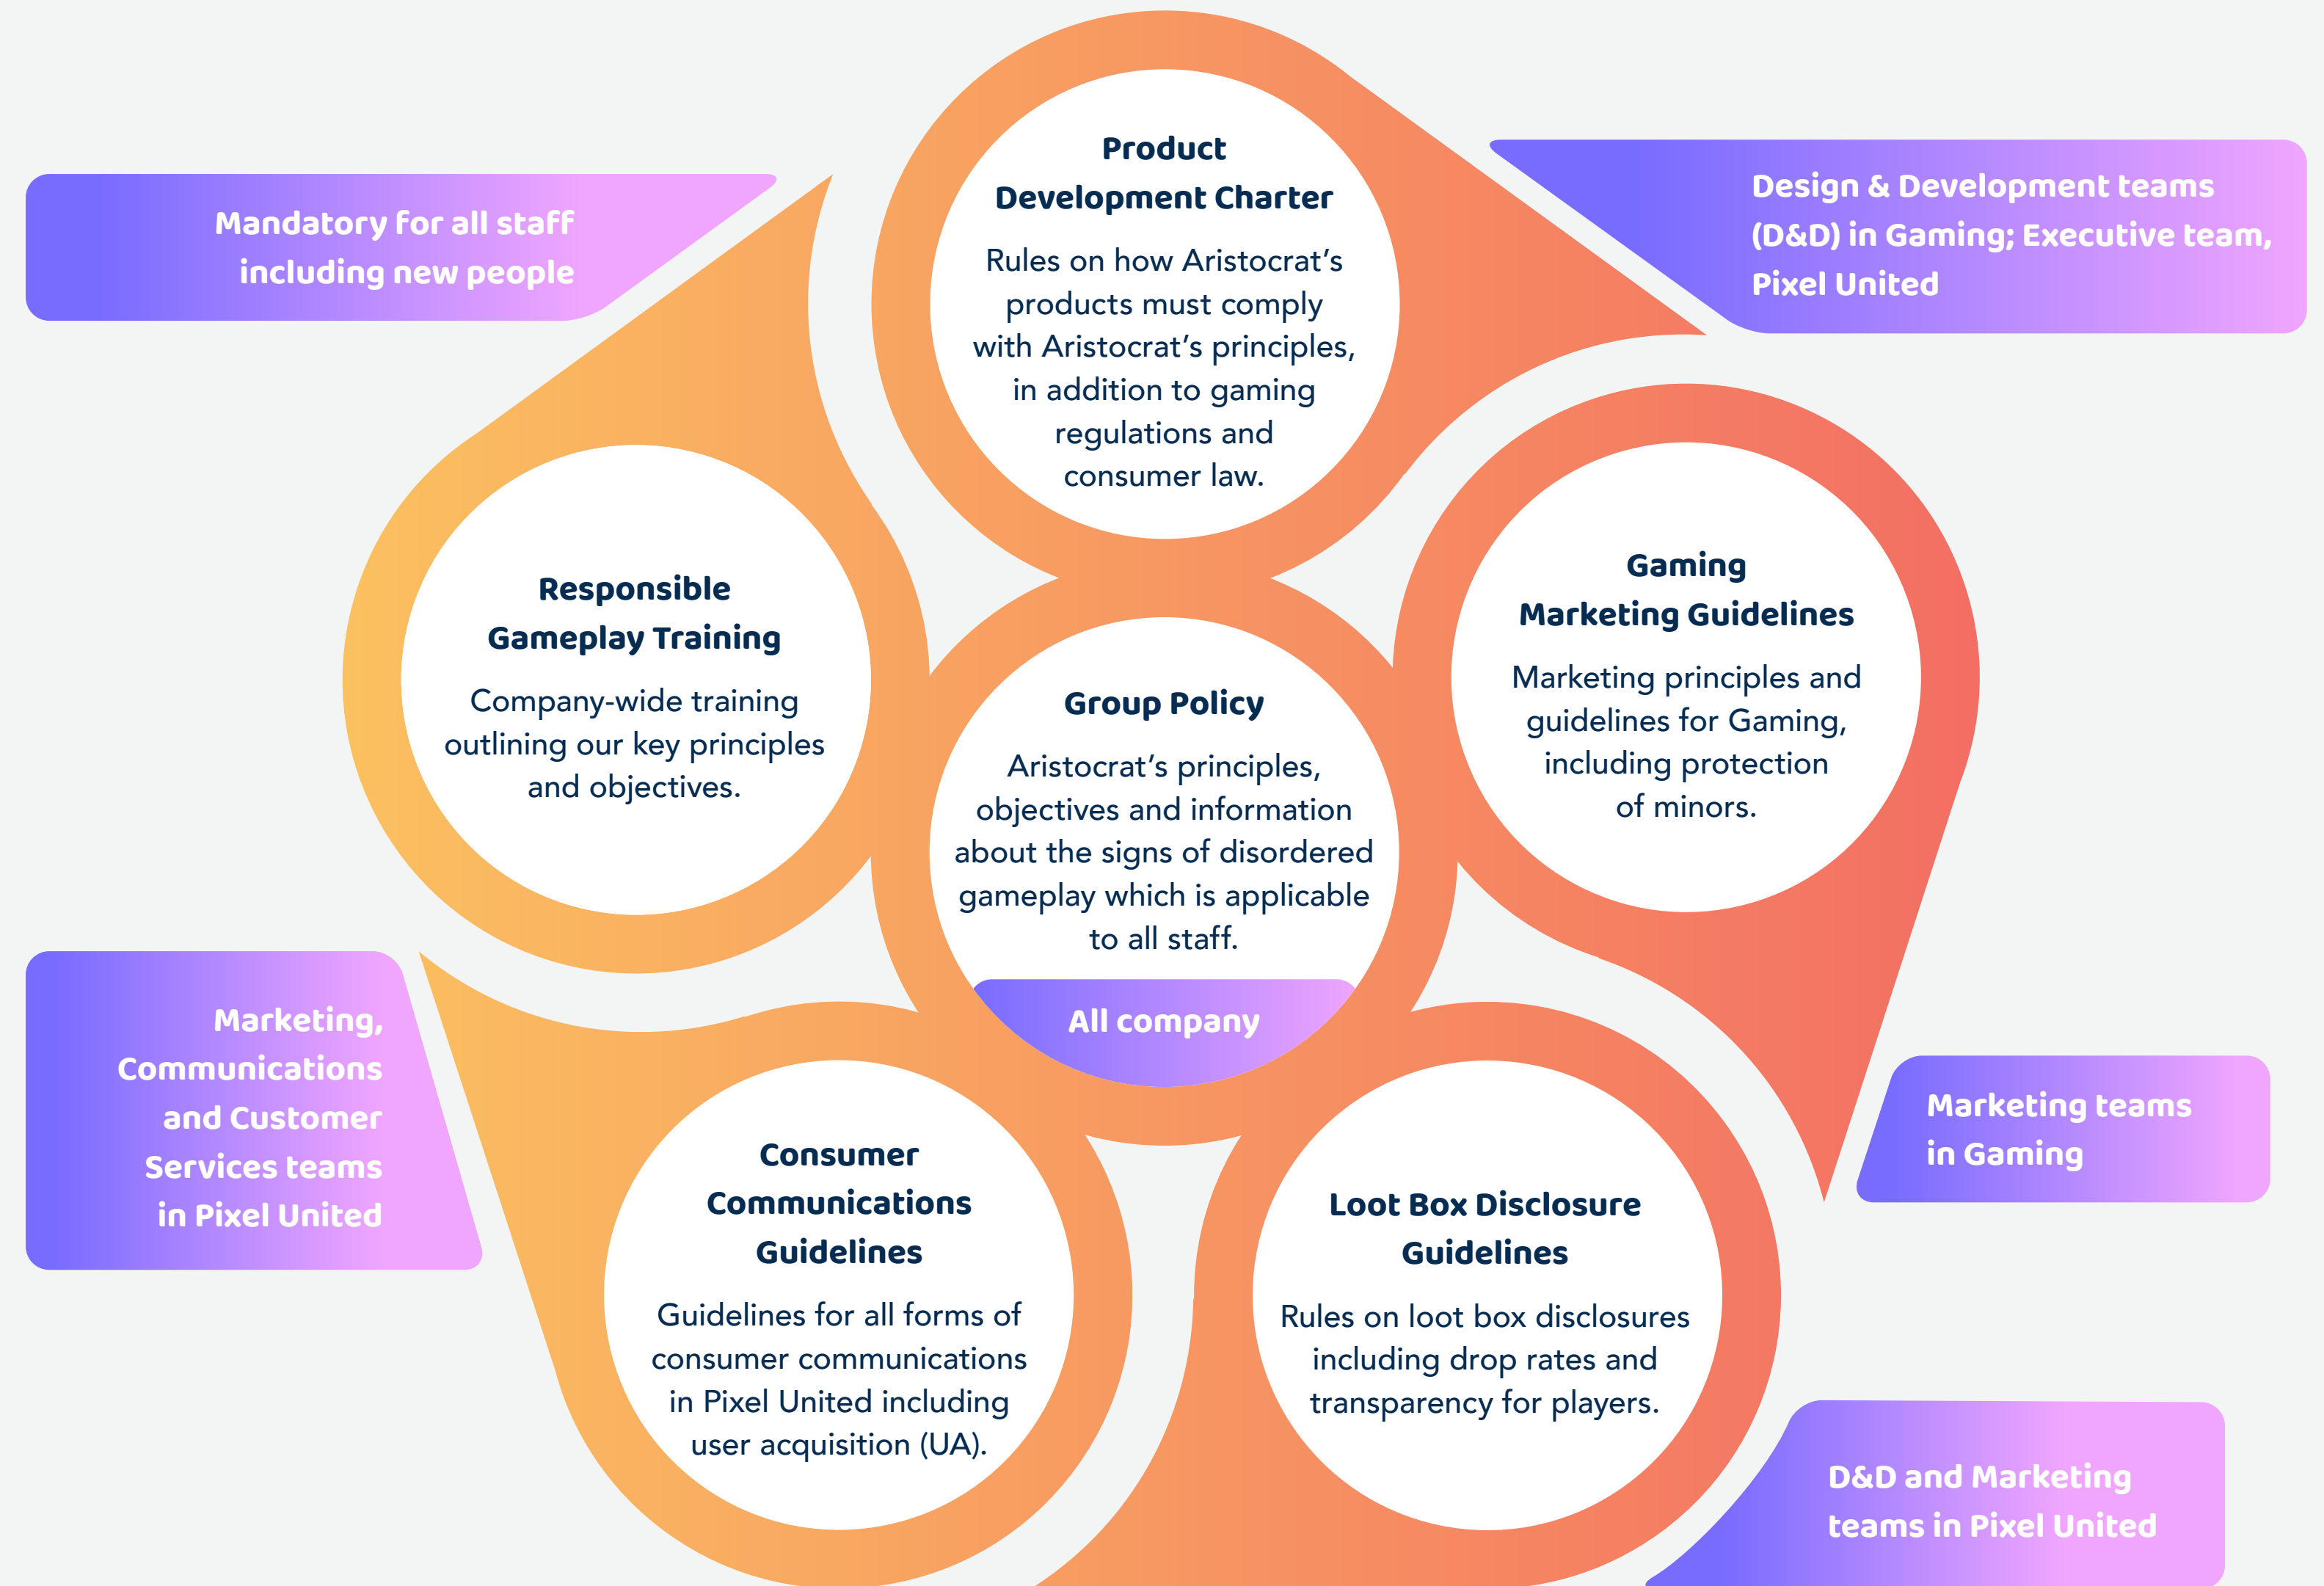 Product
Development Charter
Rules on how Aristocrat’s
products must comply
with Aristocrat’s principles,
in addition to gaming
regulations and
consumer law.
Design & Development teams
(D&D) in Gaming; Executive team,
Pixel United
Mandatory for all staff
including new people
Responsible
Gameplay Training
Company-wide training
outlining our key principles
and objectives.
Group Policy
Aristocrat’s principles,
objectives and information
about the signs of disordered
gameplay which is applicable
to all staff.
All company
Gaming
Marketing Guidelines
Marketing principles and
guidelines for Gaming,
including protection
of minors.
Marketing teams
in Gaming
Marketing,
Communications
and Customer
Services teams
in Pixel United
Consumer
Communications
Guidelines
Guidelines for all forms of
consumer communications
in Pixel United including
user acquisition (UA).
Loot Box Disclosure
Guidelines
Rules on loot box disclosures
including drop rates and
transparency for players.
D&D and Marketing
teams in Pixel United